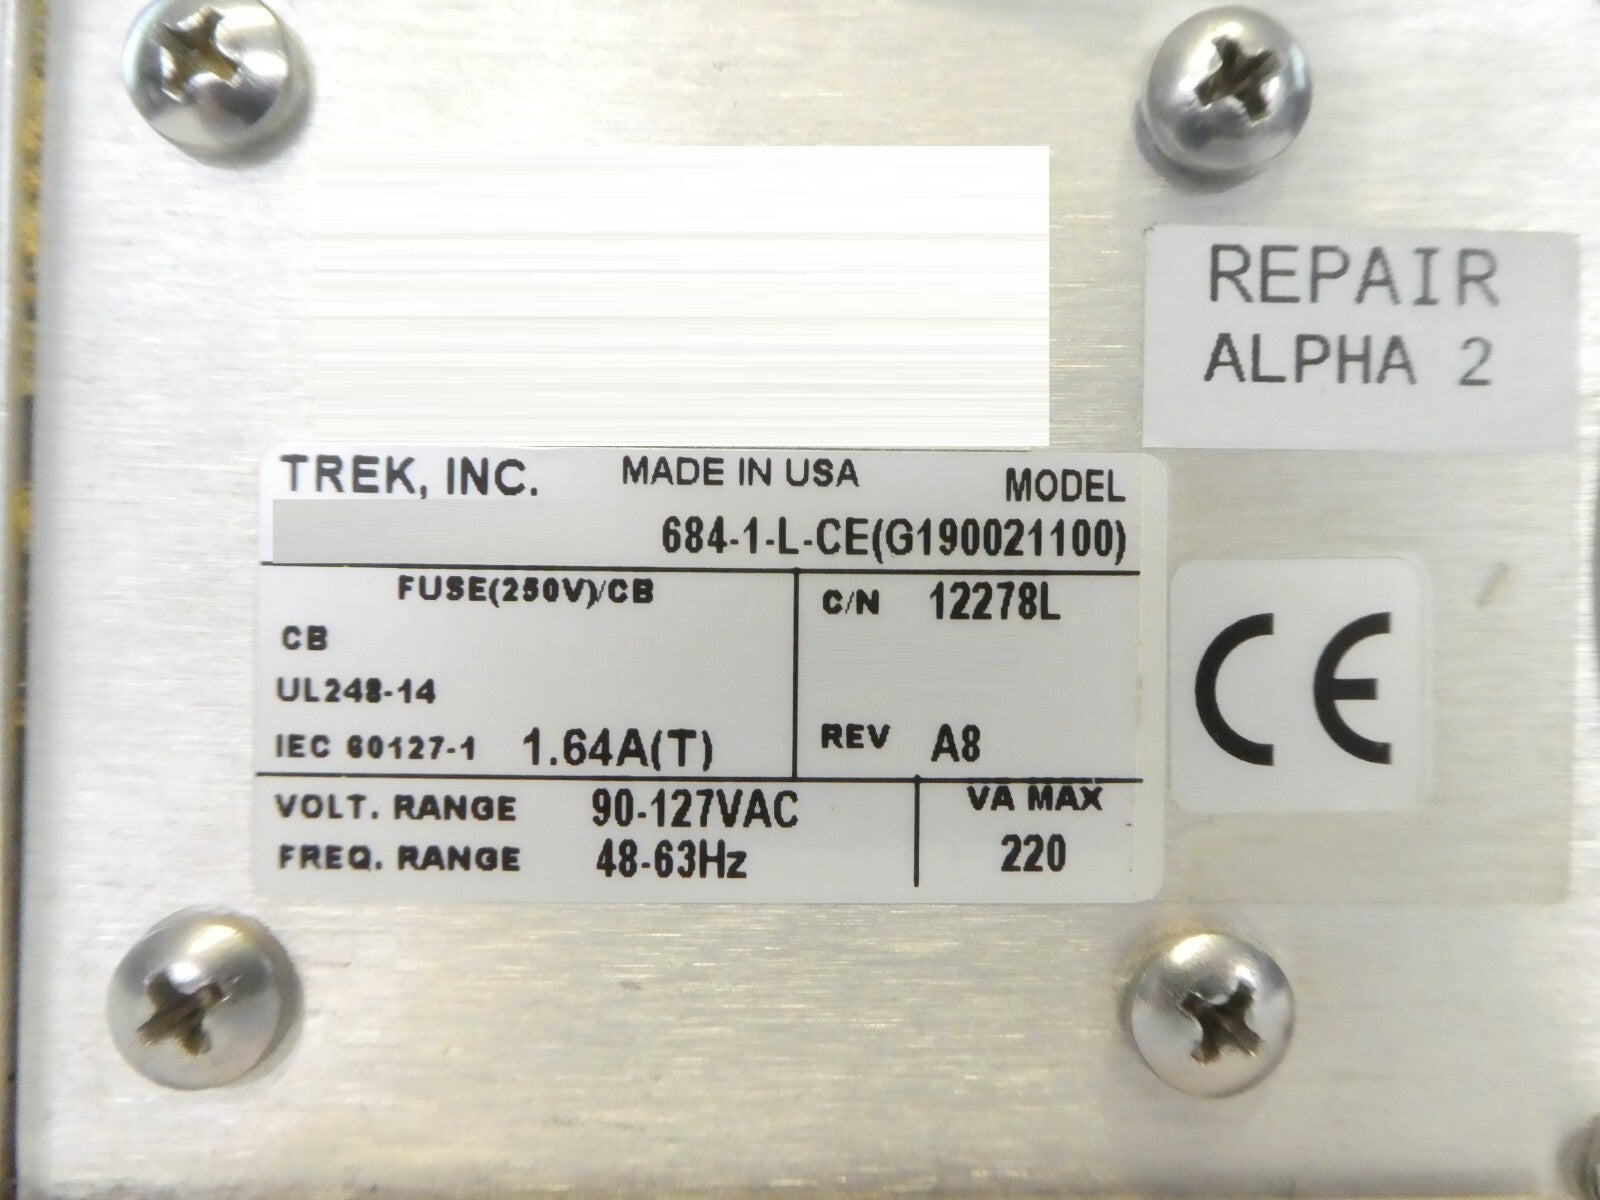 REPAIR
ALPHA 2
TREK, INC. MADE IN USA MODEL
684-1-L-CE(G190021100)
FUSE(250V)/CB
CB
UL248-14
IEC 60127-1 1.64A(T)
C/N 12278L
REV A8
VOLT. RANGE 90-127VAC
FREQ. RANGE 48-63Hz
VA MAX
220
CE